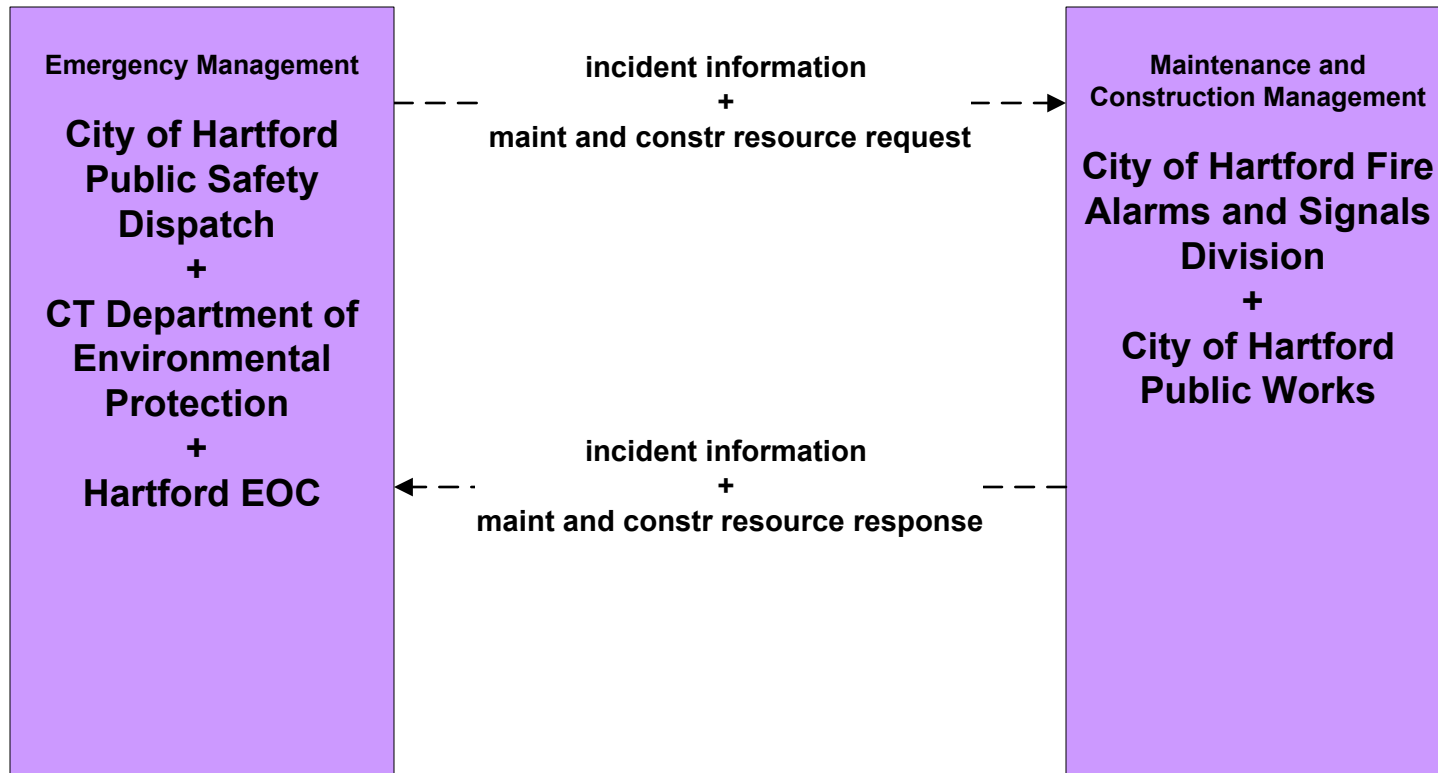 Emergency Management
City of Hartford
Public Safety
Dispatch
+
CT Department of
Environmental
Protection
+
Hartford EOC
incident information
+
maint and constr resource request
incident information
+
maint and constr resource response
Maintenance and
Construction Management
City of Hartford Fire
Alarms and Signals
Division
+
City of Hartford
Public Works